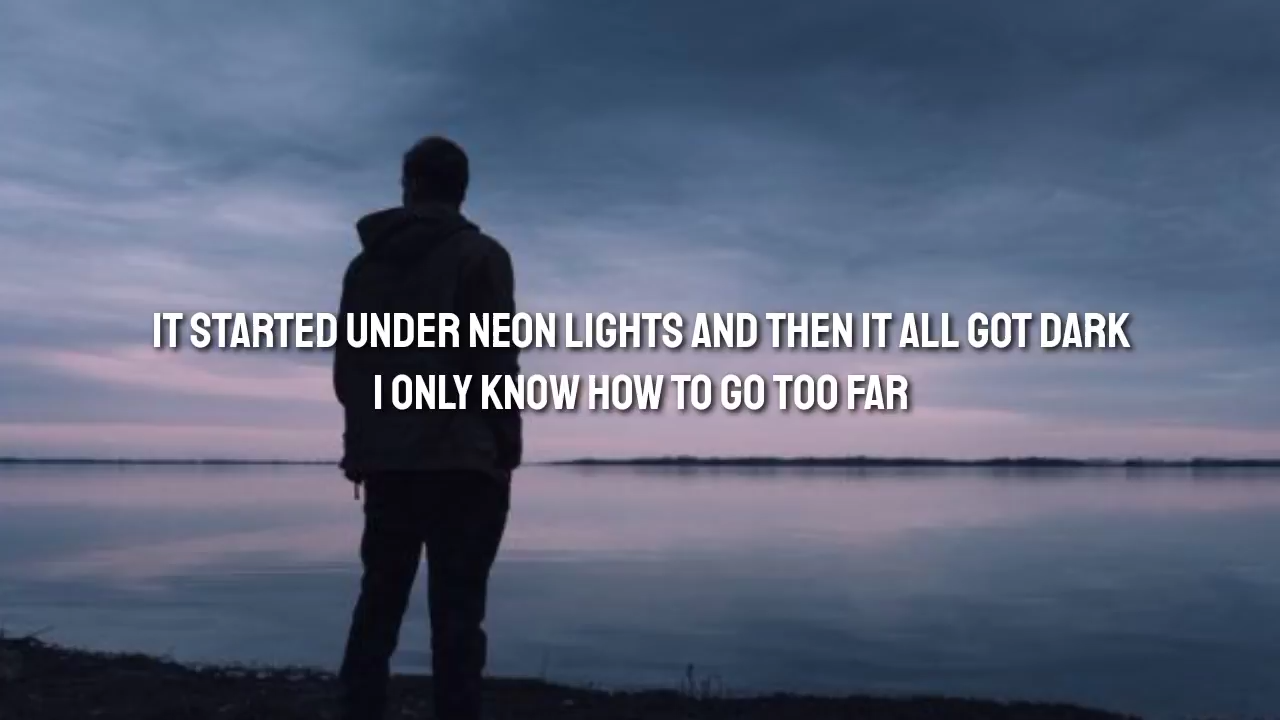 IT STARTED UNDER NEON LIGHTS AND THEN IT ALL GOT DARK
I ONLY KNOW HOW TO GO TOO FAR